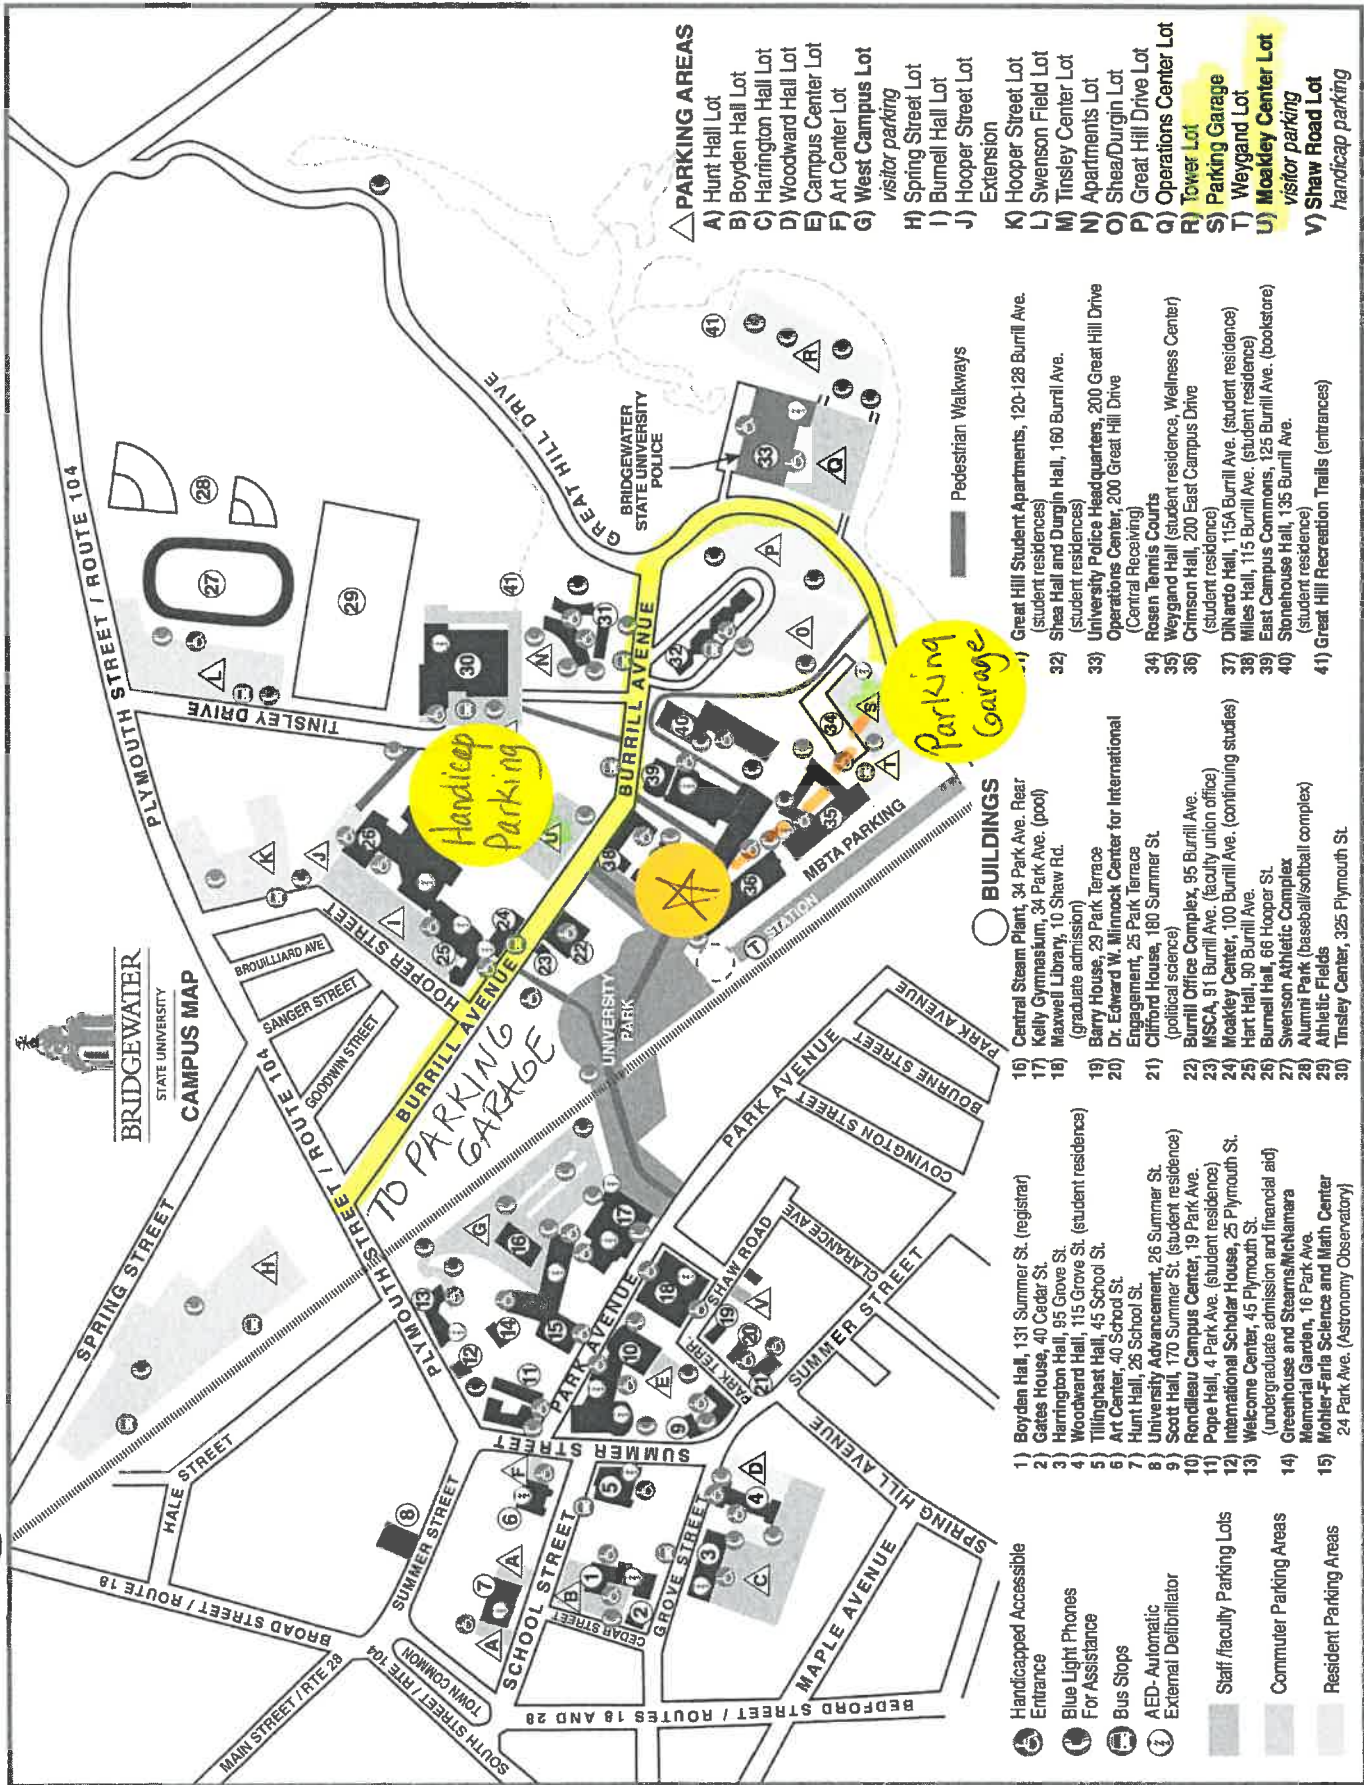 BRIDGEWATER
STATE UNIVERSITY
CAMPUS MAP
PLYMOUTH STREET / ROUTE 104
SPRING STREET
PLYMOUTH STREET / ROUTE 104
BROUILLIARD AVE
SANGER STREET
GOODWIN STREET
HOOPER STREET
TINSLEY DRIVE
GREAT HILL DRIVE
BURRILL AVENUE
BURRILL AVENUE
TO PARKING
GARAGE
Handicap
Parking
Parking
Garage
BRIDGEWATER
STATE UNIVERSITY
POLICE
MBTA PARKING
STATION
T
UNIVERSITY
PARK
PARK AVENUE
PARK AVENUE
PARK AVENUE
BOURNE STREET
COVINGTON STREET
CLARANCE AVE
SHAW ROAD
PARK TERR.
SUMMER STREET
SUMMER STREET
SUMMER STREET
SPRING HILL AVENUE
SPRING
MAPLE AVENUE
GROVE STREET
CEDAR STREET
SCHOOL STREET
HALE STREET
BROAD STREET / ROUTE 18
MAIN STREET / RTE 28
SOUTH STREET / RTE 104
TOWN COMMON
BEDFORD STREET / ROUTES 18 AND 28
Handicapped Accessible
Entrance
Blue Light Phones
For Assistance
Bus Stops
AED- Automatic
External Defibrillator
Staff/faculty Parking Lots
Commuter Parking Areas
Resident Parking Areas
Pedestrian Walkways
BUILDINGS
1) Boyden Hall, 131 Summer St. (registrar)
2) Gates House, 40 Cedar St.
3) Harrington Hall, 95 Grove St.
4) Woodward Hall, 115 Grove St. (student residence)
5) Tillinghast Hall, 45 School St.
6) Art Center, 40 School St.
7) Hunt Hall, 26 School St.
8) University Advancement, 26 Summer St.
9) Scott Hall, 170 Summer St. (student residence)
10) Rondileau Campus Center, 19 Park Ave.
11) Pope Hall, 4 Park Ave. (student residence)
12) International Scholar House, 25 Plymouth St.
13) Welcome Center, 45 Plymouth St.
(undergraduate admission and financial aid)
14) Greenhouse and Stearns/McNamara
Memorial Garden, 16 Park Ave.
15) Mohler-Faria Science and Math Center
24 Park Ave. (Astronomy Observatory)
16) Central Steam Plant, 34 Park Ave. Rear
17) Kelly Gymnasium, 34 Park Ave. (pool)
18) Maxwell Library, 10 Shaw Rd.
(graduate admission)
19) Barry House, 29 Park Terrace
20) Dr. Edward W. Minnock Center for International
Engagement, 25 Park Terrace
21) Clifford House, 180 Summer St.
(political science)
22) Burrill Office Complex, 95 Burrill Ave.
23) MSCA, 91 Burrill Ave. (faculty union office)
24) Moakley Center, 100 Burrill Ave. (continuing studies)
25) Hart Hall, 90 Burrill Ave.
26) Burnell Hall, 66 Hooper St.
27) Swenson Athletic Complex
28) Alumni Park (baseball/softball complex)
29) Athletic Fields
30) Tinsley Center, 325 Plymouth St.
31) Great Hill Student Apartments, 120-128 Burrill Ave.
(student residences)
32) Shea Hall and Durgin Hall, 160 Burrill Ave.
(student residences)
33) University Police Headquarters, 200 Great Hill Drive
Operations Center, 200 Great Hill Drive
(Central Receiving)
34) Rosen Tennis Courts
35) Weygand Hall (student residence, Wellness Center)
36) Crimson Hall, 200 East Campus Drive
(student residence)
37) DiNardo Hall, 115A Burrill Ave. (student residence)
38) Miles Hall, 115 Burrill Ave. (student residence)
39) East Campus Commons, 125 Burrill Ave. (bookstore)
40) Stonehouse Hall, 135 Burrill Ave.
(student residence)
41) Great Hill Recreation Trails (entrances)
PARKING AREAS
A) Hunt Hall Lot
B) Boyden Hall Lot
C) Harrington Hall Lot
D) Woodward Hall Lot
E) Campus Center Lot
F) Art Center Lot
G) West Campus Lot
visitor parking
H) Spring Street Lot
I) Burnell Hall Lot
J) Hooper Street Lot
Extension
K) Hooper Street Lot
L) Swenson Field Lot
M) Tinsley Center Lot
N) Apartments Lot
O) Shea/Durgin Lot
P) Great Hill Drive Lot
Q) Operations Center Lot
R) Tower Lot
S) Parking Garage
T) Weygand Lot
U) Moakley Center Lot
visitor parking
V) Shaw Road Lot
handicap parking